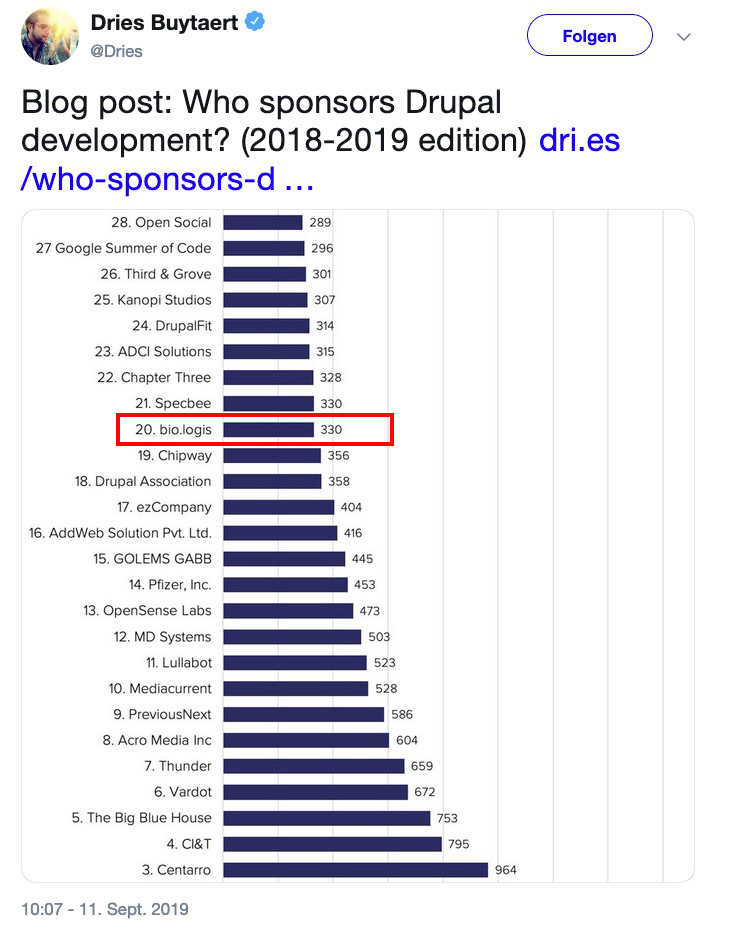 Dries Buytaert
@Dries
Folgen
Blog post: Who sponsors Drupal
development? (2018-2019 edition) dri.es
/who-sponsors-d …
28. Open Social 289
27 Google Summer of Code 296
26. Third & Grove 301
25. Kanopi Studios 307
24. DrupalFit 314
23. ADCI Solutions 315
22. Chapter Three 328
21. Specbee 330
20. bio.logis 330
19. Chipway 356
18. Drupal Association 358
17. ezCompany 404
16. AddWeb Solution Pvt. Ltd. 416
15. GOLEMS GABB 445
14. Pfizer, Inc. 453
13. OpenSense Labs 473
12. MD Systems 503
11. Lullabot 523
10. Mediacurrent 528
9. PreviousNext 586
8. Acro Media Inc 604
7. Thunder 659
6. Vardot 672
5. The Big Blue House 753
4. CI&T 795
3. Centarro 964
10:07 - 11. Sept. 2019